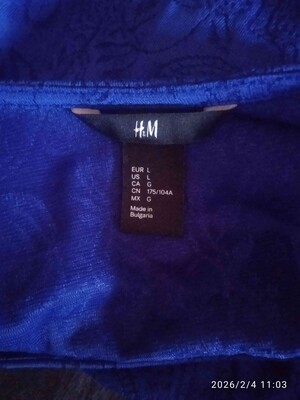 H&M
EUR L
US L
CA G
CN 175/104A
MX G
Made in
Bulgaria
2026/2/4 11:03